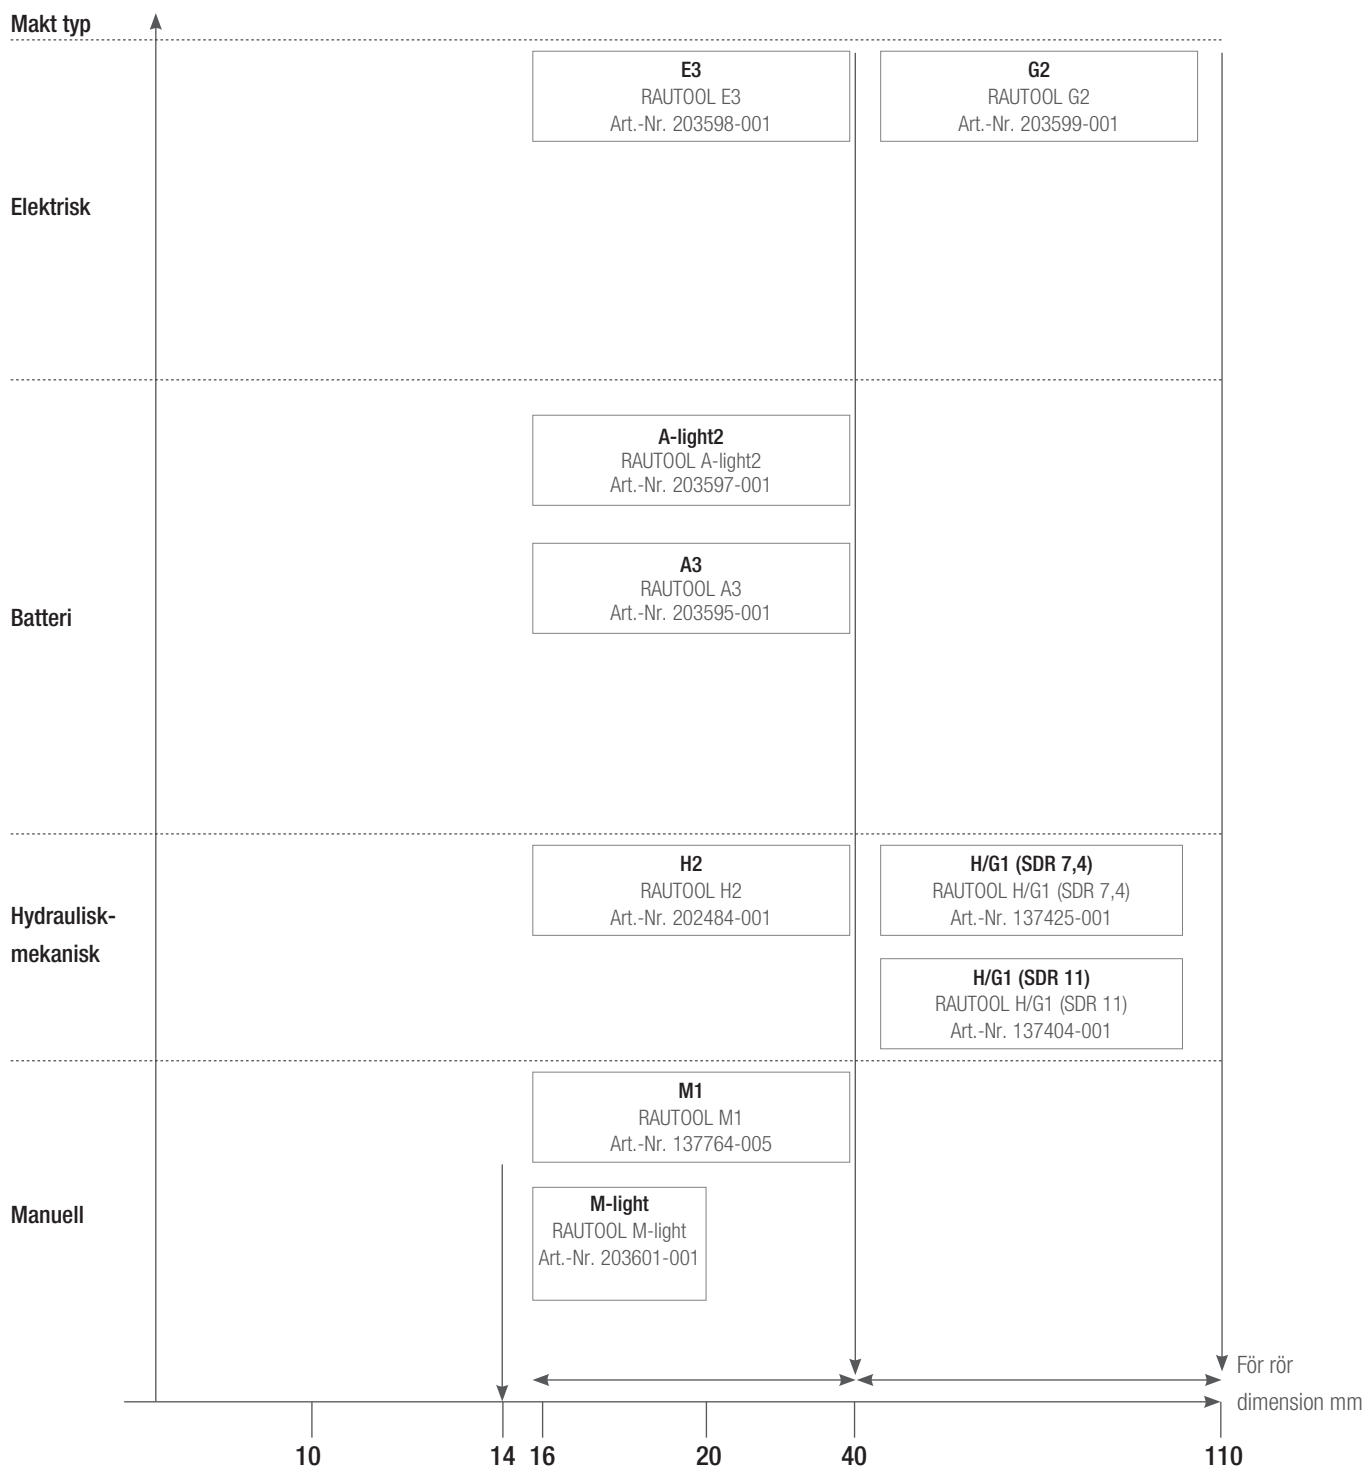 Makt typ
E3
RAUTOOL E3
Art.-Nr. 203598-001
G2
RAUTOOL G2
Art.-Nr. 203599-001
Elektrisk
A-light2
RAUTOOL A-light2
Art.-Nr. 203597-001
A3
RAUTOOL A3
Art.-Nr. 203595-001
Batteri
H2
RAUTOOL H2
Art.-Nr. 202484-001
H/G1 (SDR 7,4)
RAUTOOL H/G1 (SDR 7,4)
Art.-Nr. 137425-001
Hydraulisk-
mekanisk
H/G1 (SDR 11)
RAUTOOL H/G1 (SDR 11)
Art.-Nr. 137404-001
M1
RAUTOOL M1
Art.-Nr. 137764-005
Manuell
M-light
RAUTOOL M-light
Art.-Nr. 203601-001
För rör
dimension mm
10 14 16 20 40 110